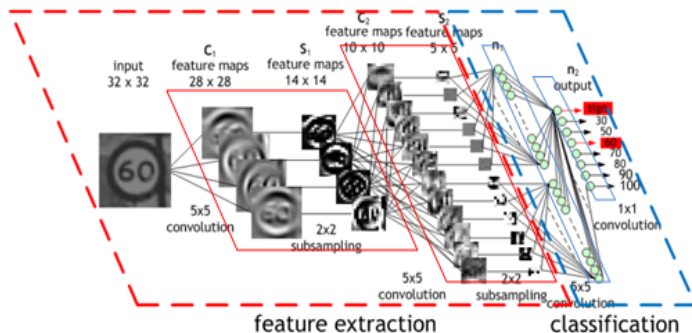 input
32 x 32
C1
feature maps
28 x 28
S1
feature maps
14 x 14
C2
feature maps
10 x 10
S2
feature maps
5 x 5
n1
n2
output
60
sign
30
50
60
70
80
90
100
5x5
convolution
2x2
subsampling
5x5
convolution
2x2
subsampling
5x5
convolution
1x1
convolution
feature extraction
classification